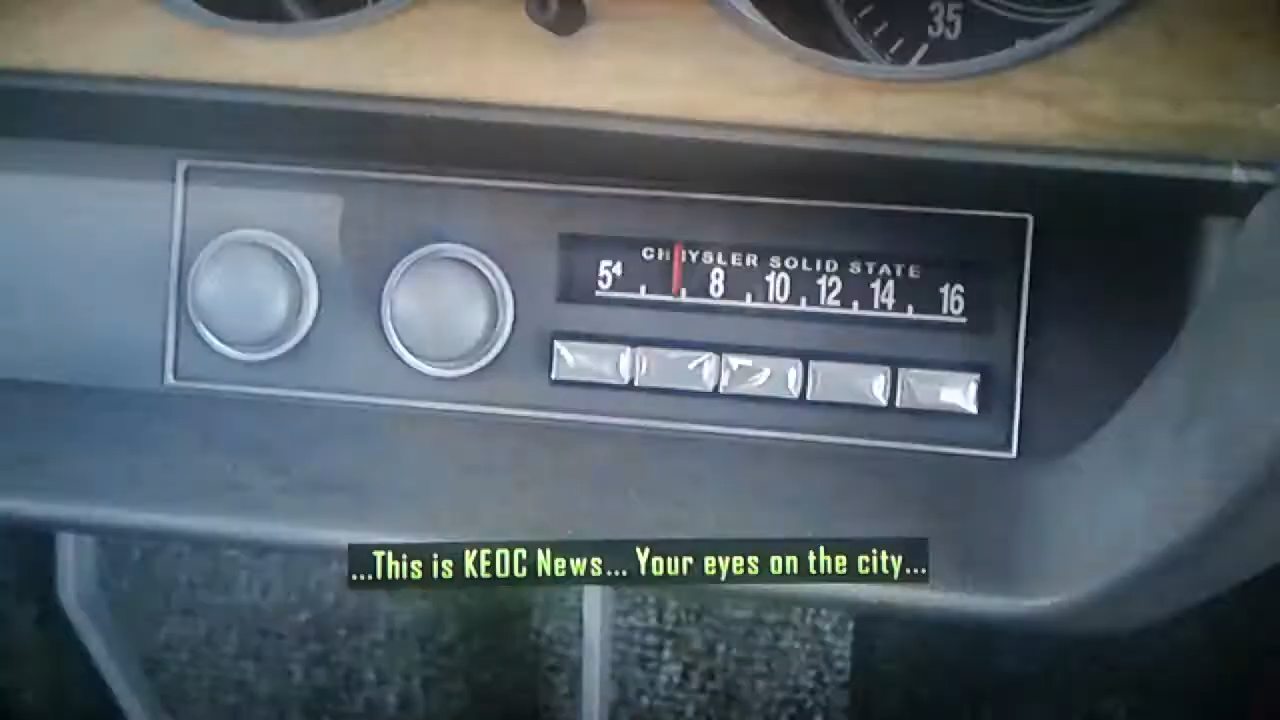 35
CHRYSLER SOLID STATE
5⁴ 8 10 12 14 16
...This is KEOC News... Your eyes on the city...